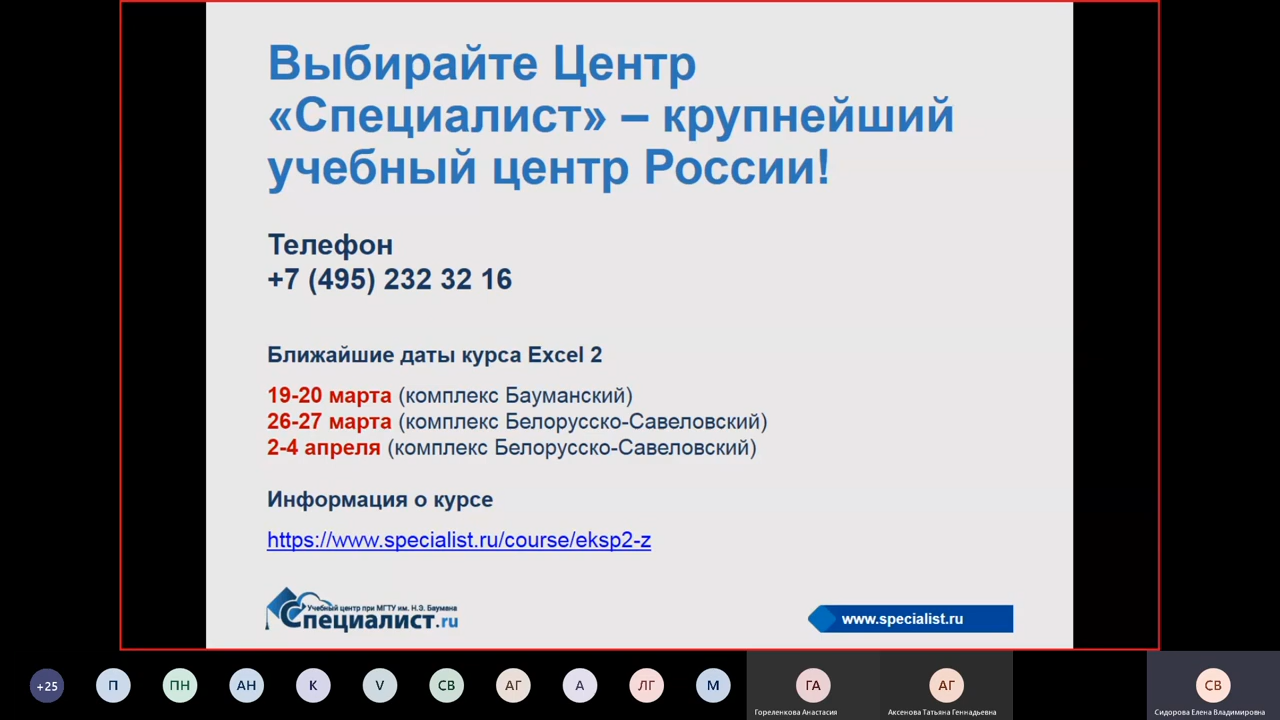 Выбирайте Центр
«Специалист» – крупнейший
учебный центр России!
Телефон
+7 (495) 232 32 16
Ближайшие даты курса Excel 2
19-20 марта (комплекс Бауманский)
26-27 марта (комплекс Белорусско-Савеловский)
2-4 апреля (комплекс Белорусско-Савеловский)
Информация о курсе
https://www.specialist.ru/course/eksp2-z
Учебный центр при МГТУ им. Н.Э. Баумана
Специалист.ru
www.specialist.ru
+25
П
ПН
АН
К
V
СВ
АГ
А
ЛГ
М
ГА
Гореленкова Анастасия
АГ
Аксенова Татьяна Геннадьевна
СВ
Сидорова Елена Владимировна